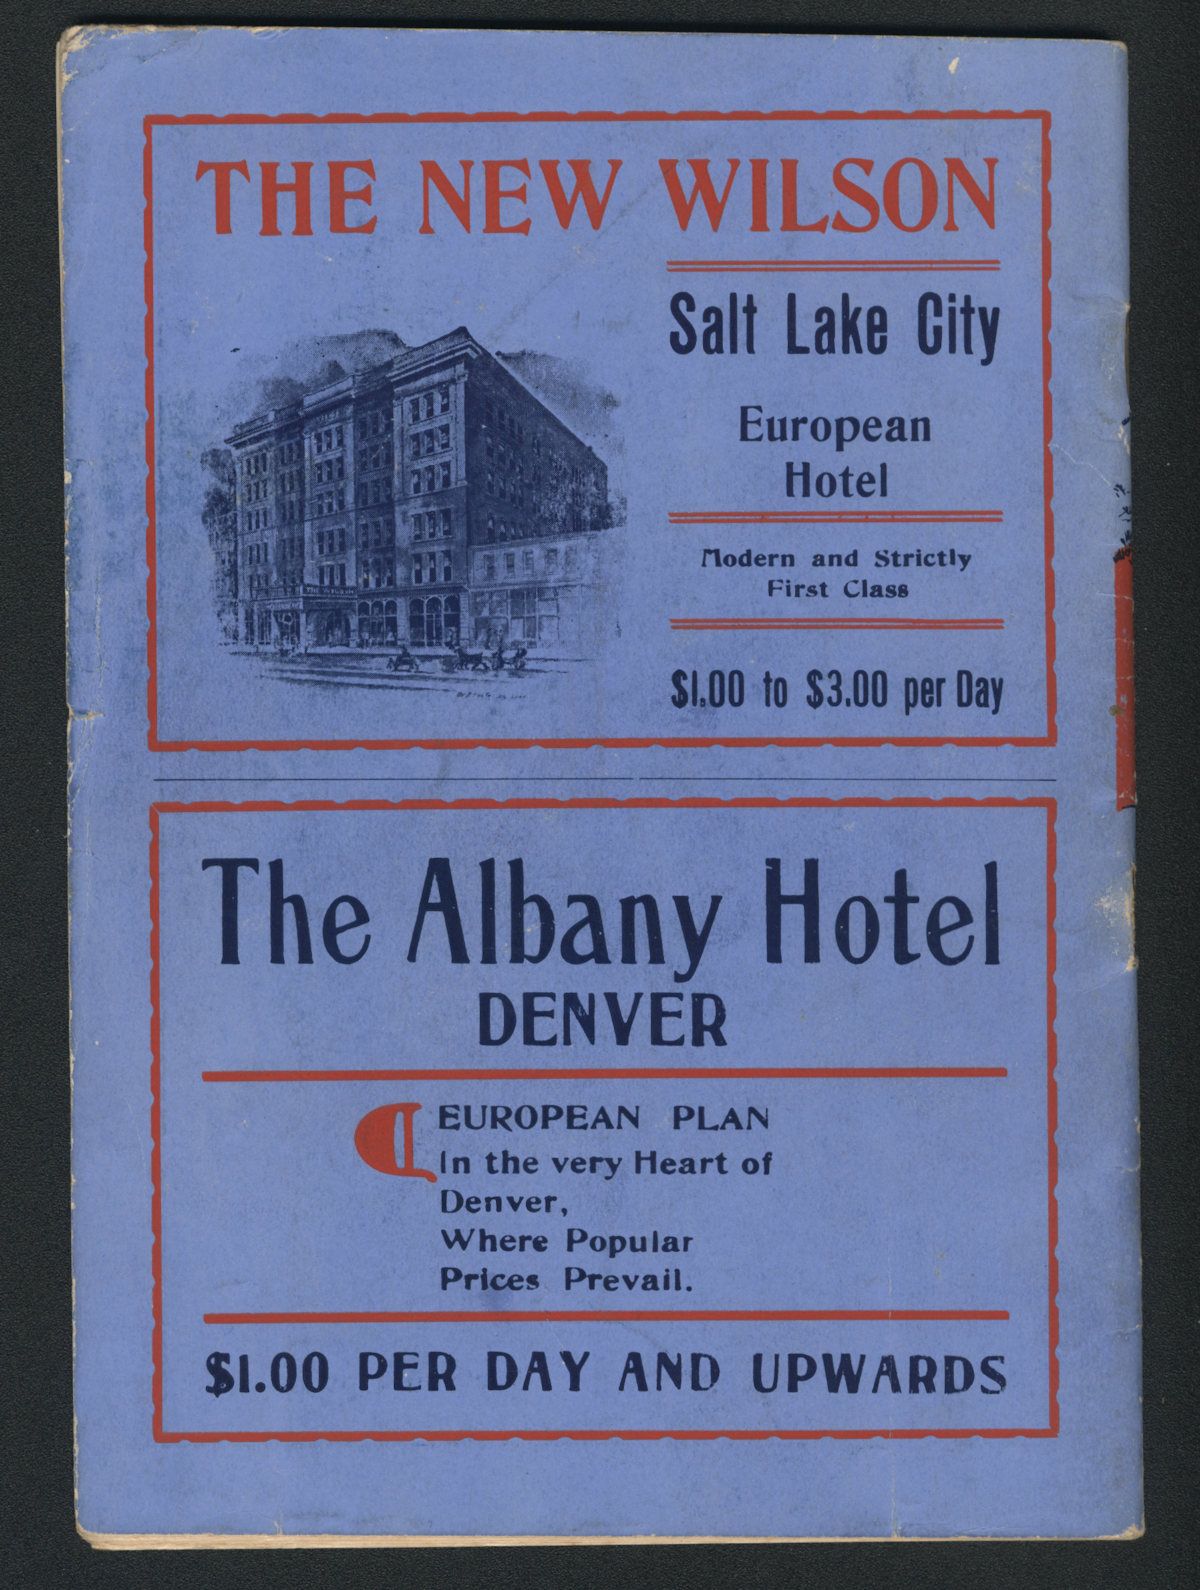 THE NEW WILSON
Salt Lake City
European
Hotel
Modern and Strictly
First Class
$1.00 to $3.00 per Day
THE WILSON
The Albany Hotel
DENVER
EUROPEAN PLAN
In the very Heart of
Denver,
Where Popular
Prices Prevail.
$1.00 PER DAY AND UPWARDS